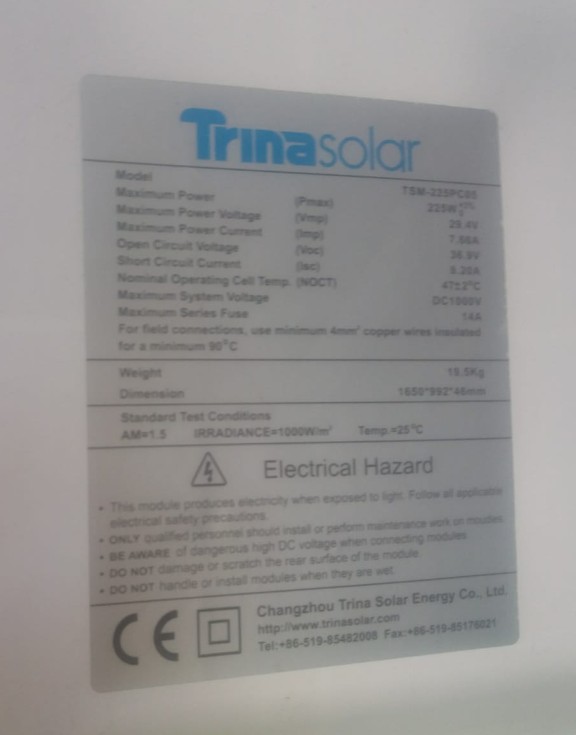 Trinasolar
Model TSM-225PC05
Maximum Power (Pmax) 225W
Maximum Power Voltage (Vmp) 29.4V
Maximum Power Current (Imp) 7.66A
Open Circuit Voltage (Voc) 36.9V
Short Circuit Current (Isc) 8.20A
Nominal Operating Cell Temp. (NOCT) 47±2°C
Maximum System Voltage DC1000V
Maximum Series Fuse 14A
For field connections, use minimum 4mm² copper wires insulated
for a minimum 90°C
Weight 19.5Kg
Dimension 1650*992*46mm
Standard Test Conditions
AM=1.5 IRRADIANCE=1000W/m² Temp.=25°C
Electrical Hazard
• This module produces electricity when exposed to light. Follow all applicable
electrical safety precautions.
• ONLY qualified personnel should install or perform maintenance work on modules
• BE AWARE of dangerous high DC voltage when connecting modules.
• DO NOT damage or scratch the rear surface of the module.
• DO NOT handle or install modules when they are wet.
CE
Changzhou Trina Solar Energy Co., Ltd.
http://www.trinasolar.com
Tel:+86-519-85482008 Fax:+86-519-85176021